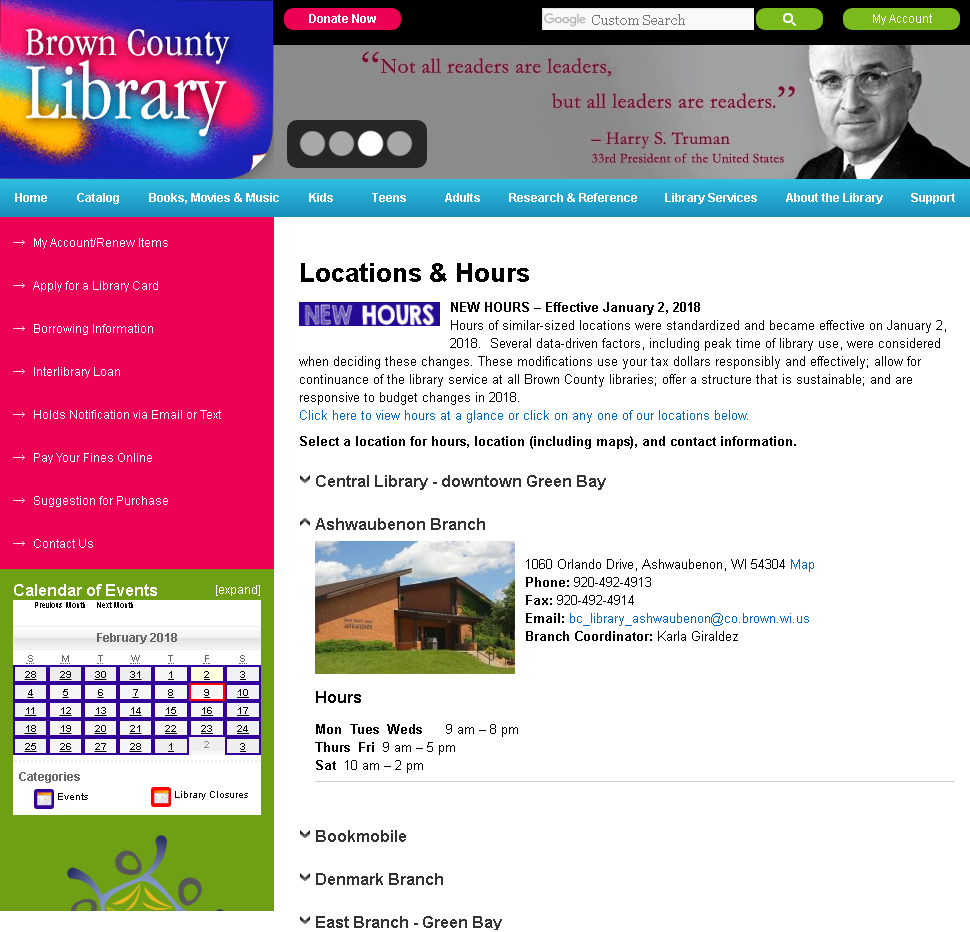 Brown County
Library
Donate Now
Google Custom Search
My Account
“Not all readers are leaders,
but all leaders are readers.”
– Harry S. Truman
33rd President of the United States
Home Catalog Books, Movies & Music Kids Teens Adults Research & Reference Library Services About the Library Support
→ My Account/Renew Items
→ Apply for a Library Card
→ Borrowing Information
→ Interlibrary Loan
→ Holds Notification via Email or Text
→ Pay Your Fines Online
→ Suggestion for Purchase
→ Contact Us
Calendar of Events [expand]
Previous Month Next Month
February 2018
S M T W T F S
28 29 30 31 1 2 3
4 5 6 7 8 9 10
11 12 13 14 15 16 17
18 19 20 21 22 23 24
25 26 27 28 1 2 3
Categories
Events Library Closures
Locations & Hours
NEW HOURS
NEW HOURS – Effective January 2, 2018
Hours of similar-sized locations were standardized and became effective on January 2,
2018. Several data-driven factors, including peak time of library use, were considered
when deciding these changes. These modifications use your tax dollars responsibly and effectively; allow for
continuance of the library service at all Brown County libraries; offer a structure that is sustainable; and are
responsive to budget changes in 2018.
Click here to view hours at a glance or click on any one of our locations below.
Select a location for hours, location (including maps), and contact information.
Central Library - downtown Green Bay
Ashwaubenon Branch
1060 Orlando Drive, Ashwaubenon, WI 54304 Map
Phone: 920-492-4913
Fax: 920-492-4914
Email: bc_library_ashwaubenon@co.brown.wi.us
Branch Coordinator: Karla Giraldez
Hours
Mon Tues Weds 9 am – 8 pm
Thurs Fri 9 am – 5 pm
Sat 10 am – 2 pm
Bookmobile
Denmark Branch
East Branch - Green Bay